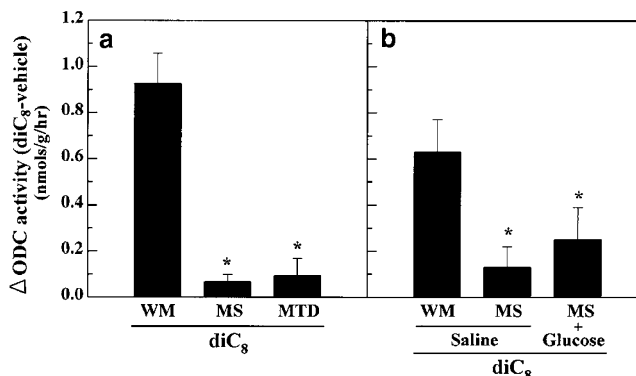 Δ ODC activity (diC8-vehicle)
(nmols/g/hr)
1.2
1.0
0.8
0.6
0.4
0.2
0.0
a
*
*
WM MS MTD
diC8
b
*
*
WM MS MS
+
Saline Glucose
diC8